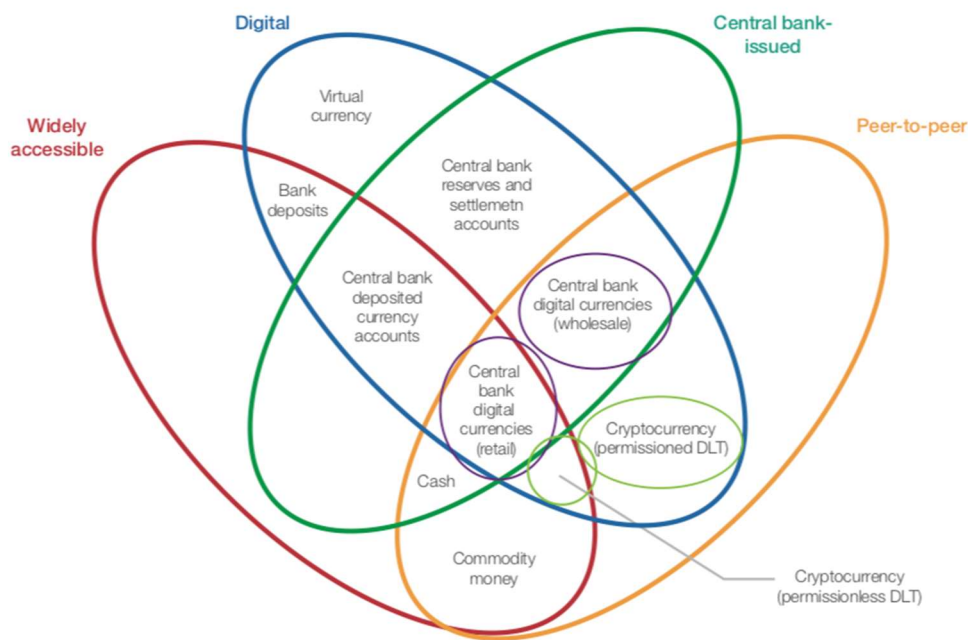 Digital
Central bank-
issued
Widely
accessible
Peer-to-peer
Virtual
currency
Bank
deposits
Central bank
reserves and
settlemetn
accounts
Central bank
deposited
currency
accounts
Central bank
digital currencies
(wholesale)
Central
bank
digital
currencies
(retail)
Cryptocurrency
(permissioned DLT)
Cash
Commodity
money
Cryptocurrency
(permissionless DLT)